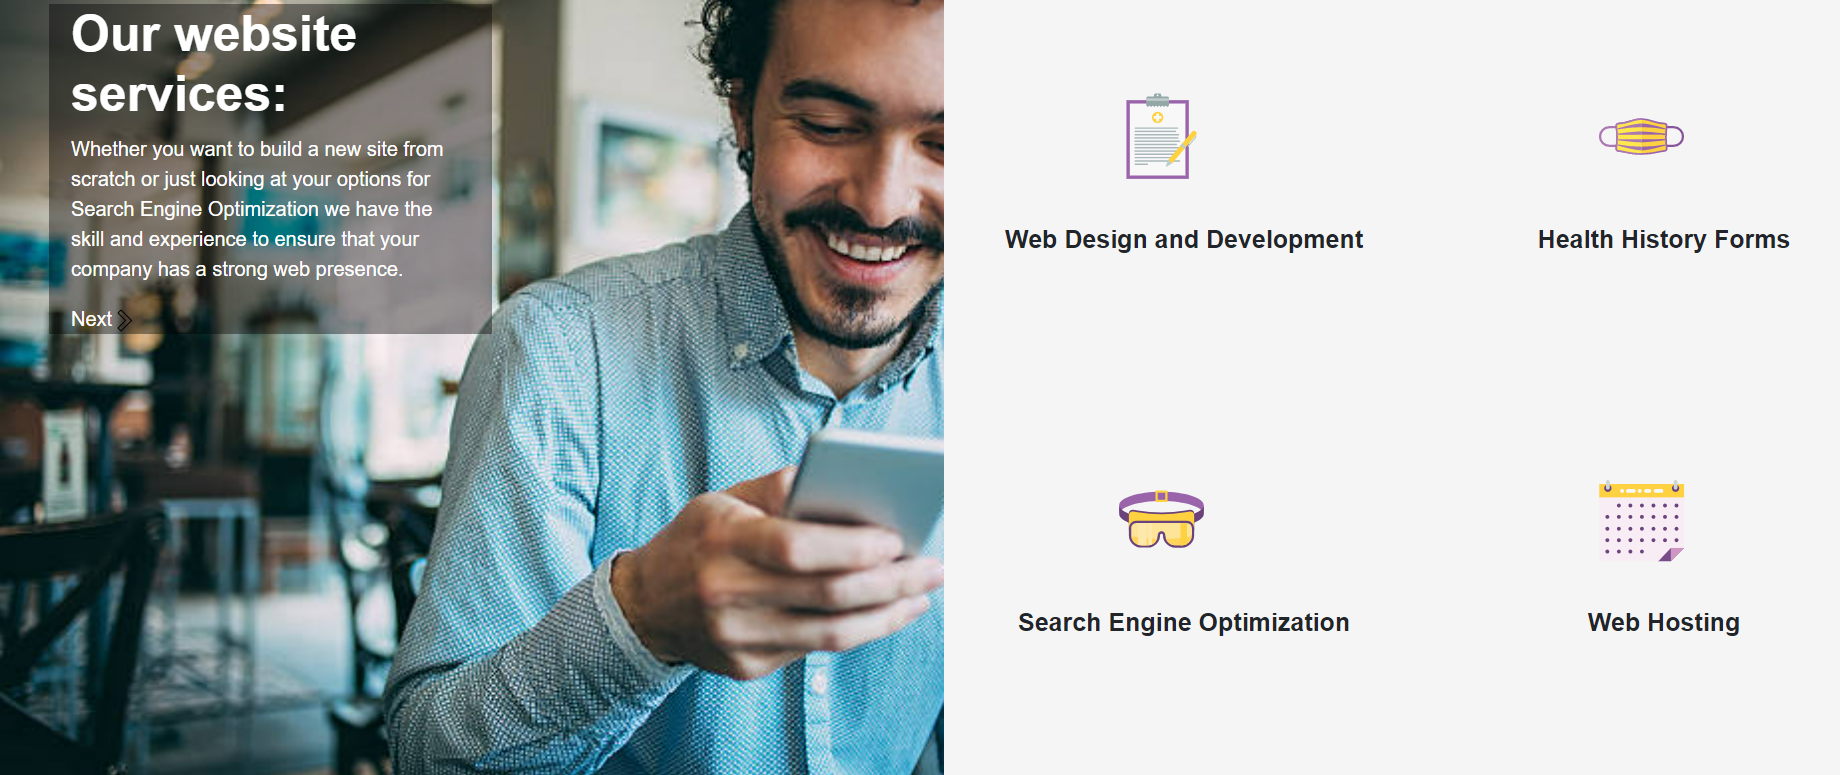 Our website
services:
Whether you want to build a new site from
scratch or just looking at your options for
Search Engine Optimization we have the
skill and experience to ensure that your
company has a strong web presence.
Next
Web Design and Development
Health History Forms
Search Engine Optimization
Web Hosting